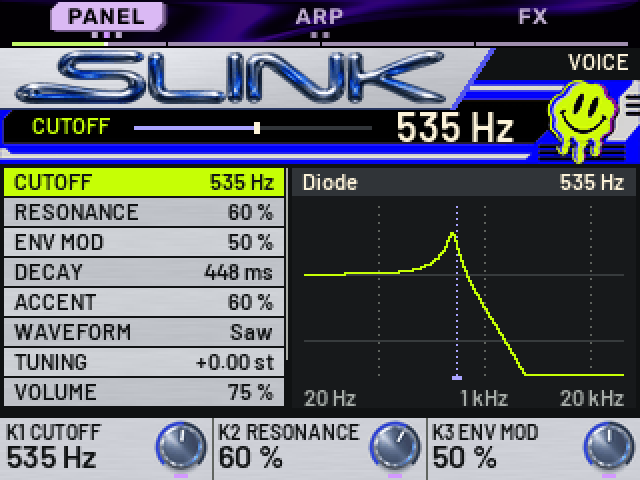 PANEL ARP FX
SLINK
VOICE
CUTOFF 535 Hz
CUTOFF 535 Hz
RESONANCE 60 %
ENV MOD 50 %
DECAY 448 ms
ACCENT 60 %
WAVEFORM Saw
TUNING +0.00 st
VOLUME 75 %
Diode 535 Hz
20 Hz 1 kHz 20 kHz
K1 CUTOFF
535 Hz
K2 RESONANCE
60 %
K3 ENV MOD
50 %